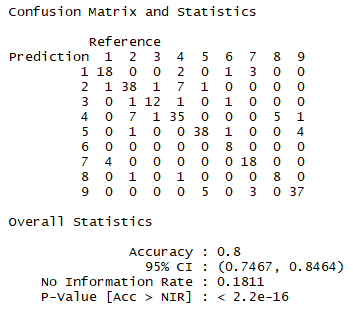 Confusion Matrix and Statistics
Reference
Prediction 1 2 3 4 5 6 7 8 9
1 18 0 0 2 0 1 3 0 0
2 1 38 1 7 1 0 0 0 0
3 0 1 12 1 0 1 0 0 0
4 0 7 1 35 0 0 0 5 1
5 0 1 0 0 38 1 0 0 4
6 0 0 0 0 0 8 0 0 0
7 4 0 0 0 0 0 18 0 0
8 0 1 0 1 0 0 0 8 0
9 0 0 0 0 5 0 3 0 37
Overall Statistics
Accuracy : 0.8
95% CI : (0.7467, 0.8464)
No Information Rate : 0.1811
P-Value [Acc > NIR] : < 2.2e-16